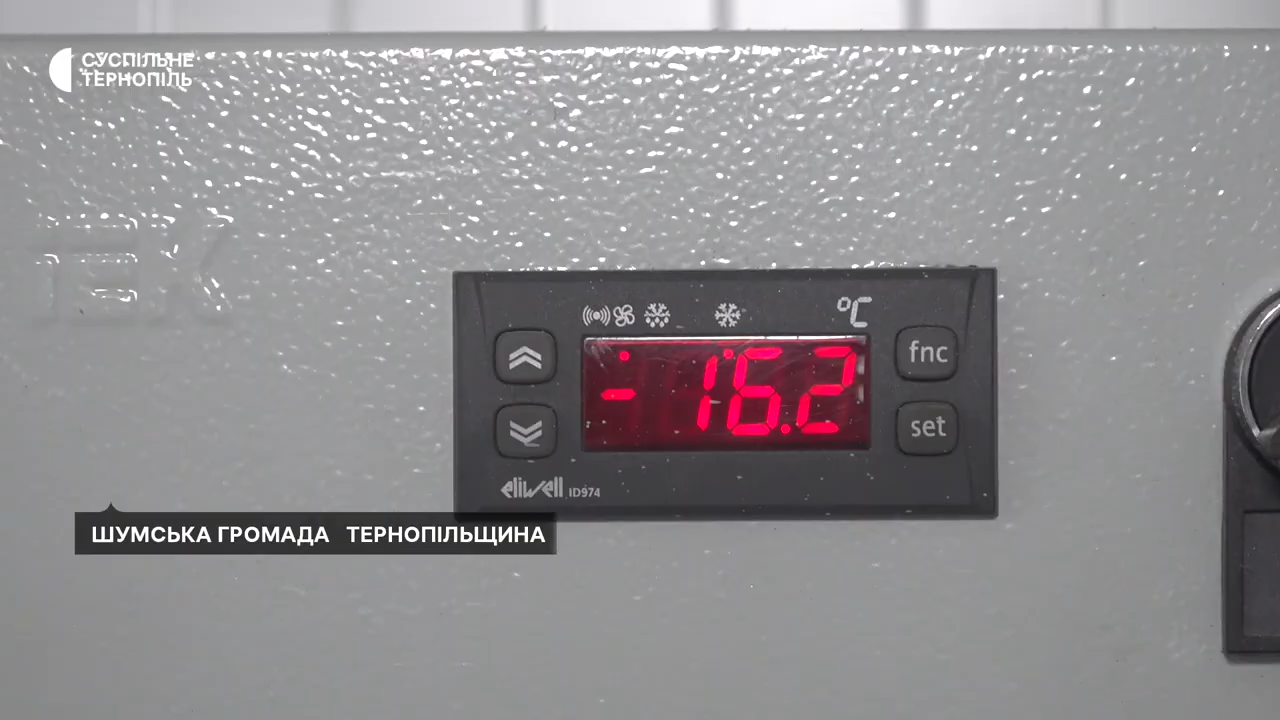 СУСПІЛЬНЕ
ТЕРНОПІЛЬ
°C
-16.2
fnc
set
eliwell ID974
ШУМСЬКА ГРОМАДА ТЕРНОПІЛЬЩИНА